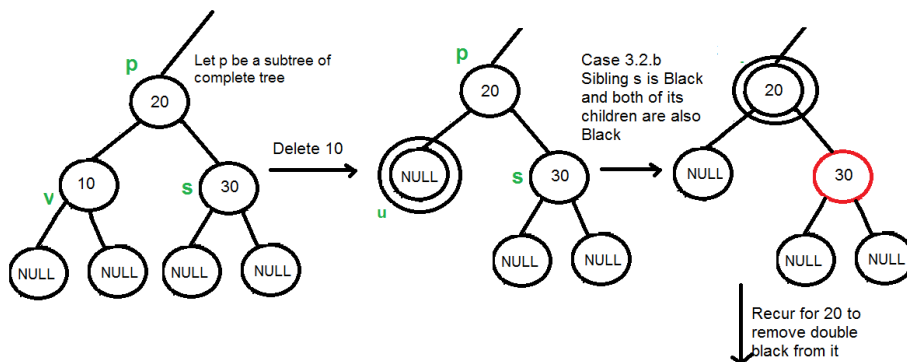 p
Let p be a subtree of
complete tree
20
10
v
s
30
NULL
NULL
NULL
NULL
Delete 10
p
20
NULL
u
s
30
NULL
NULL
Case 3.2.b
Sibling s is Black
and both of its
children are also
Black
20
NULL
30
NULL
NULL
Recur for 20 to
remove double
black from it